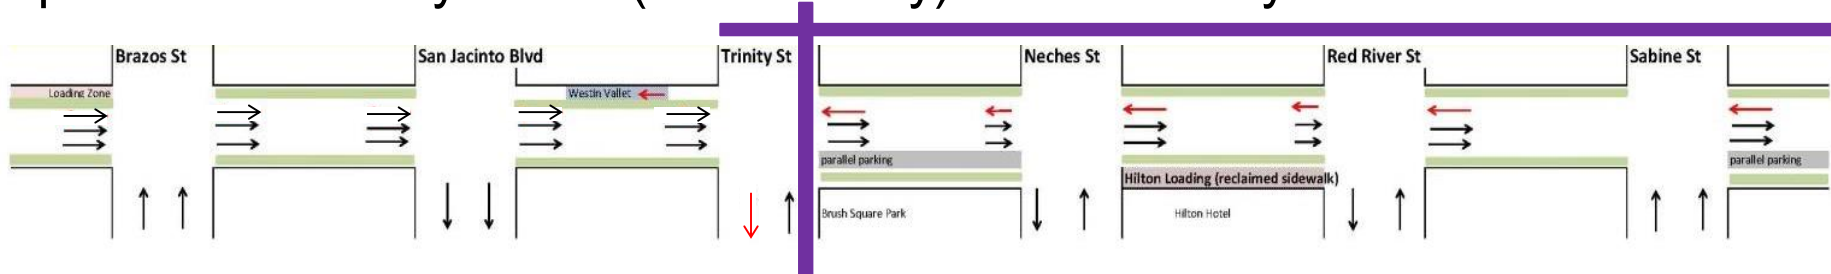 Brazos St
San Jacinto Blvd
Trinity St
Neches St
Red River St
Sabine St
Loading Zone
Westin Vallet
parallel parking
parallel parking
Hilton Loading (reclaimed sidewalk)
Brush Square Park
Hilton Hotel